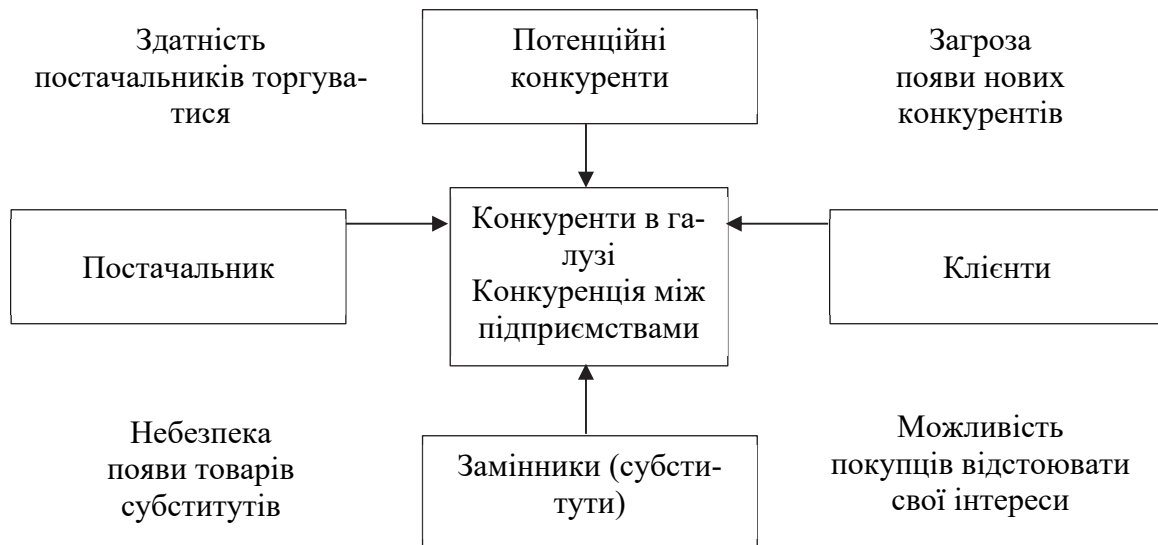 Здатність
постачальників торгува-
тися
Потенційні
конкуренти
Загроза
появи нових
конкурентів
Постачальник
Конкуренти в га-
лузі
Конкуренція між
підприємствами
Клієнти
Небезпека
появи товарів
субститутів
Замінники (субсти-
тути)
Можливість
покупців відстоювати
свої інтереси